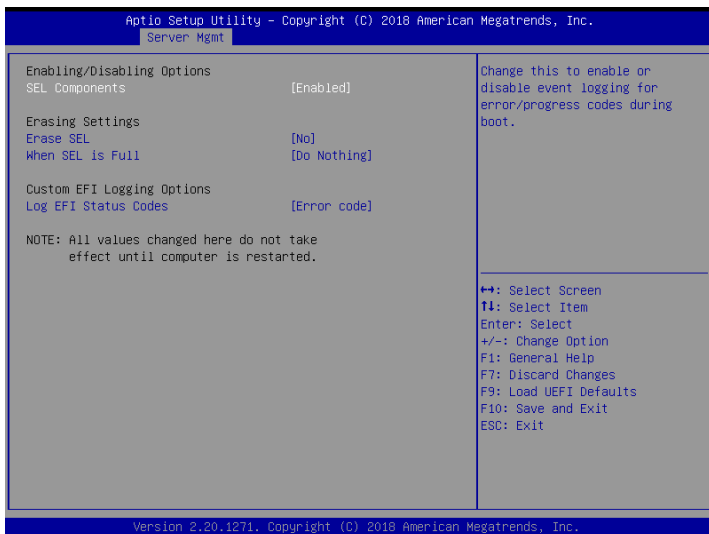 Aptio Setup Utility – Copyright (C) 2018 American Megatrends, Inc.
Server Mgmt
Enabling/Disabling Options
SEL Components [Enabled]
Erasing Settings
Erase SEL [No]
When SEL is Full [Do Nothing]
Custom EFI Logging Options
Log EFI Status Codes [Error code]
NOTE: All values changed here do not take
effect until computer is restarted.
Change this to enable or
disable event logging for
error/progress codes during
boot.
↔: Select Screen
↑↓: Select Item
Enter: Select
+/-: Change Option
F1: General Help
F7: Discard Changes
F9: Load UEFI Defaults
F10: Save and Exit
ESC: Exit
Version 2.20.1271. Copyright (C) 2018 American Megatrends, Inc.